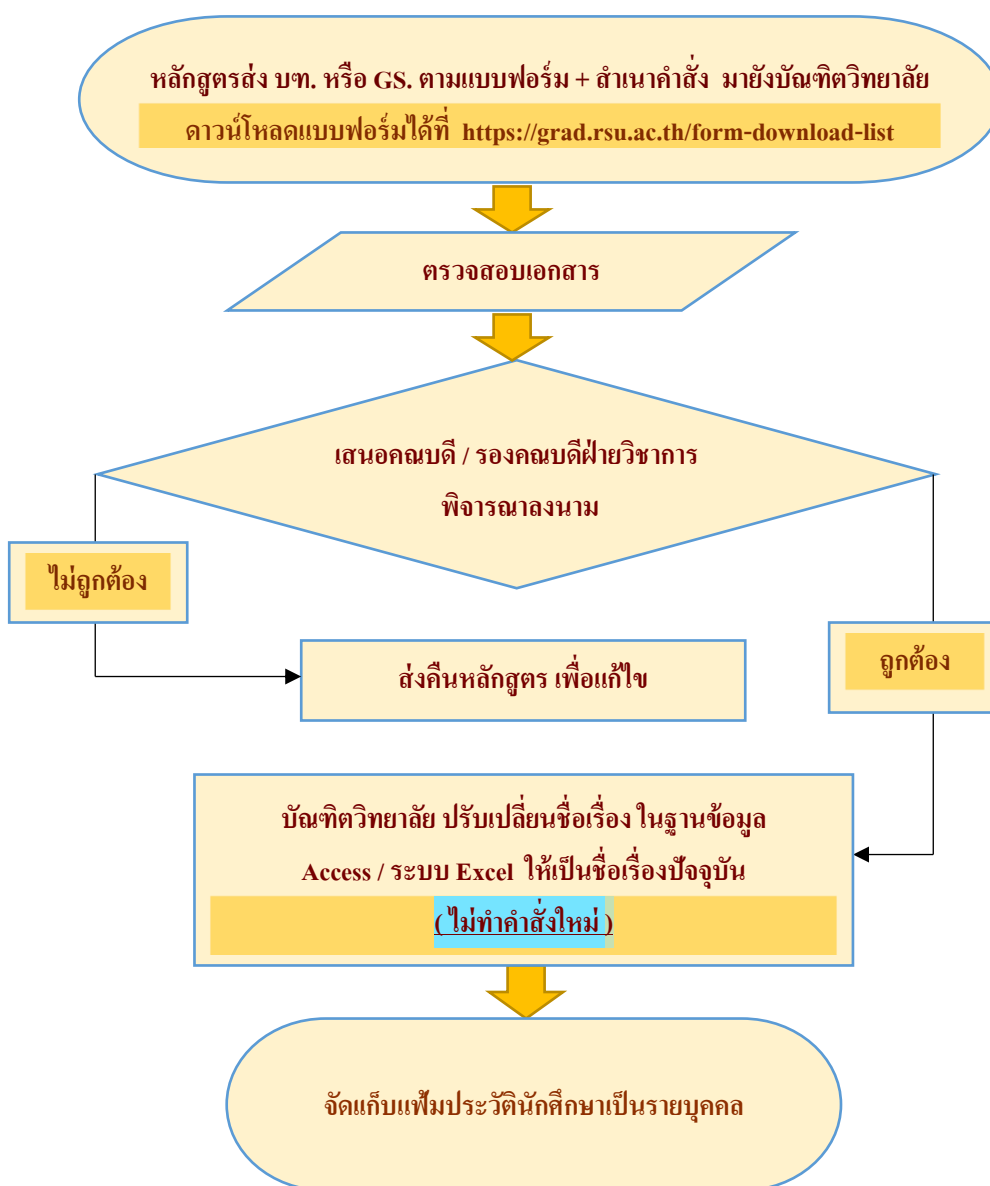 หลักสูตรส่ง บฑ. หรือ GS. ตามแบบฟอร์ม + สำเนาคำสั่ง มายังบัณฑิตวิทยาลัย
ดาวน์โหลดแบบฟอร์มได้ที่ https://grad.rsu.ac.th/form-download-list
ตรวจสอบเอกสาร
เสนอคณบดี / รองคณบดีฝ่ายวิชาการ
พิจารณาลงนาม
ไม่ถูกต้อง
ถูกต้อง
ส่งคืนหลักสูตร เพื่อแก้ไข
บัณฑิตวิทยาลัย ปรับเปลี่ยนชื่อเรื่อง ในฐานข้อมูล
Access / ระบบ Excel ให้เป็นชื่อเรื่องปัจจุบัน
( ไม่ทำคำสั่งใหม่ )
จัดแก็บแฟ้มประวัตินักศึกษาเป็นรายบุคคล